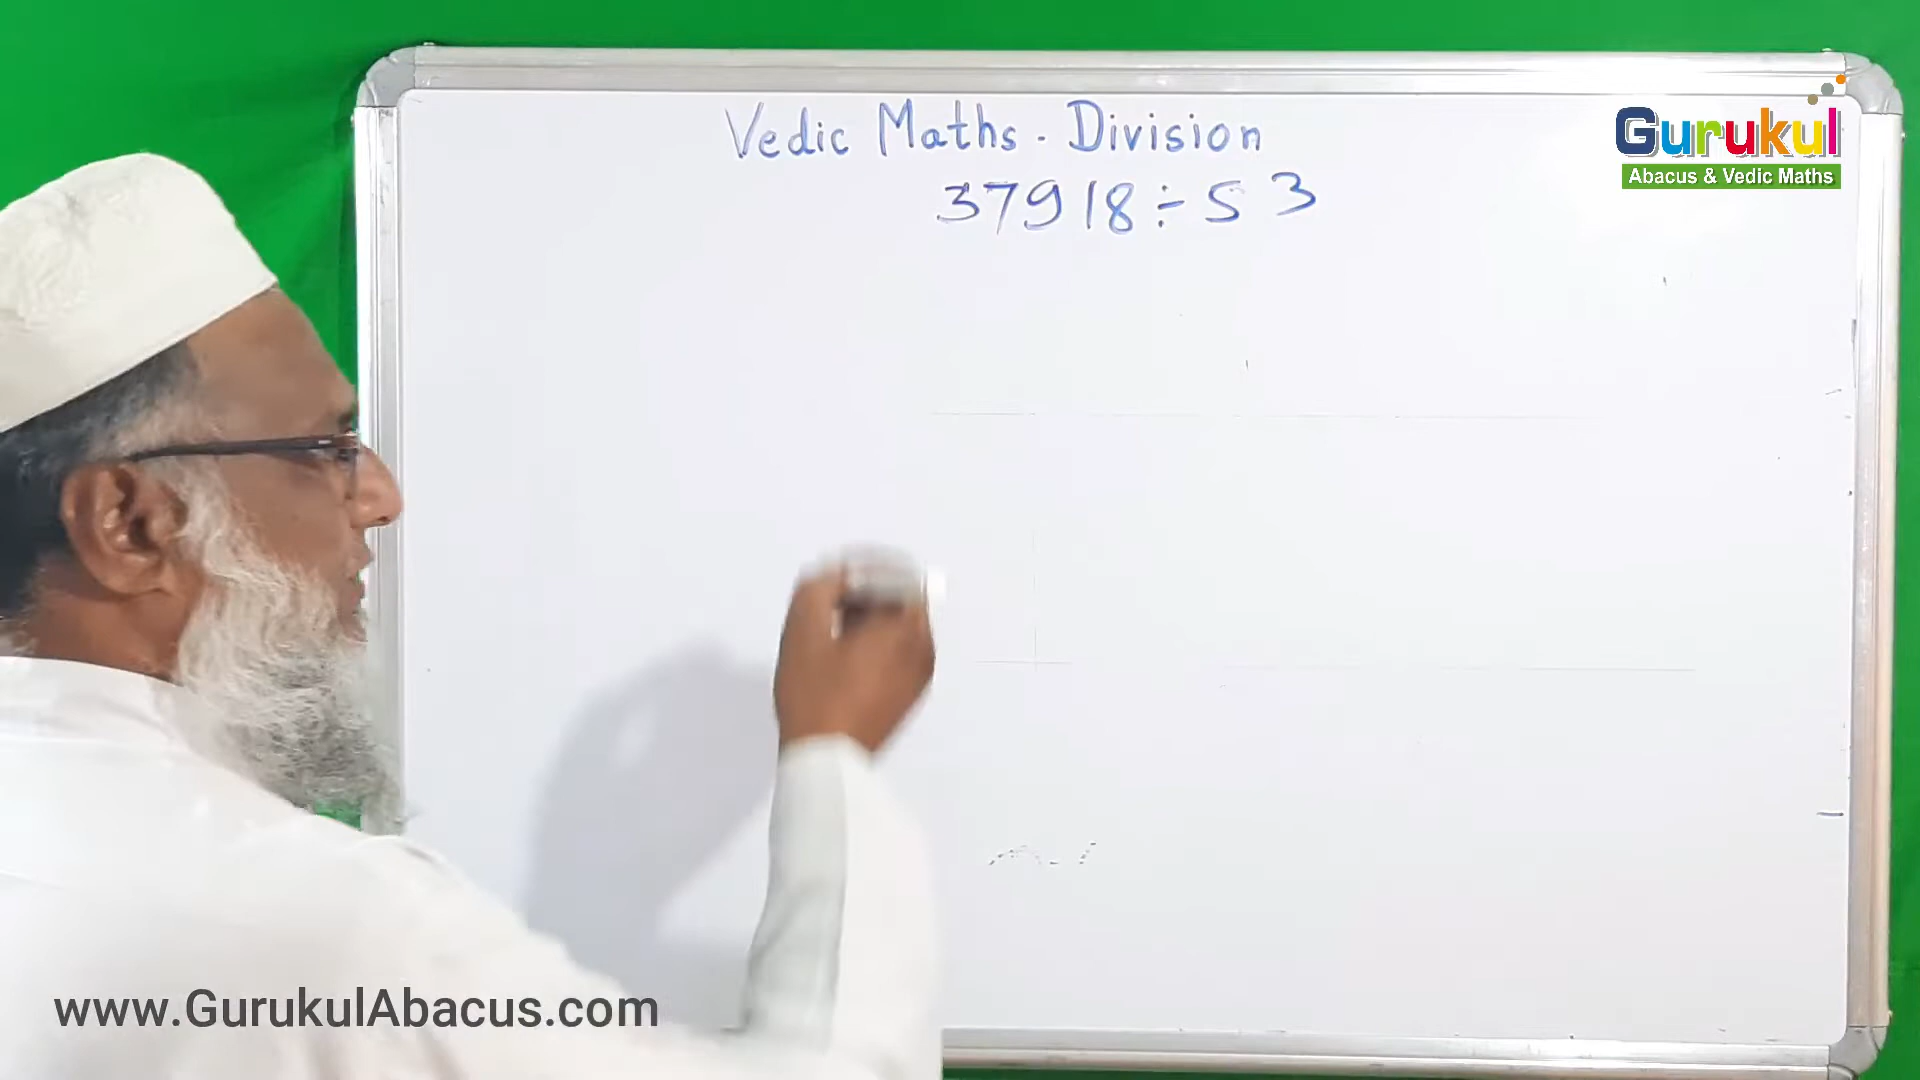 Vedic Maths - Division
37918 ÷ 53
Gurukul
Abacus & Vedic Maths
www.GurukulAbacus.com